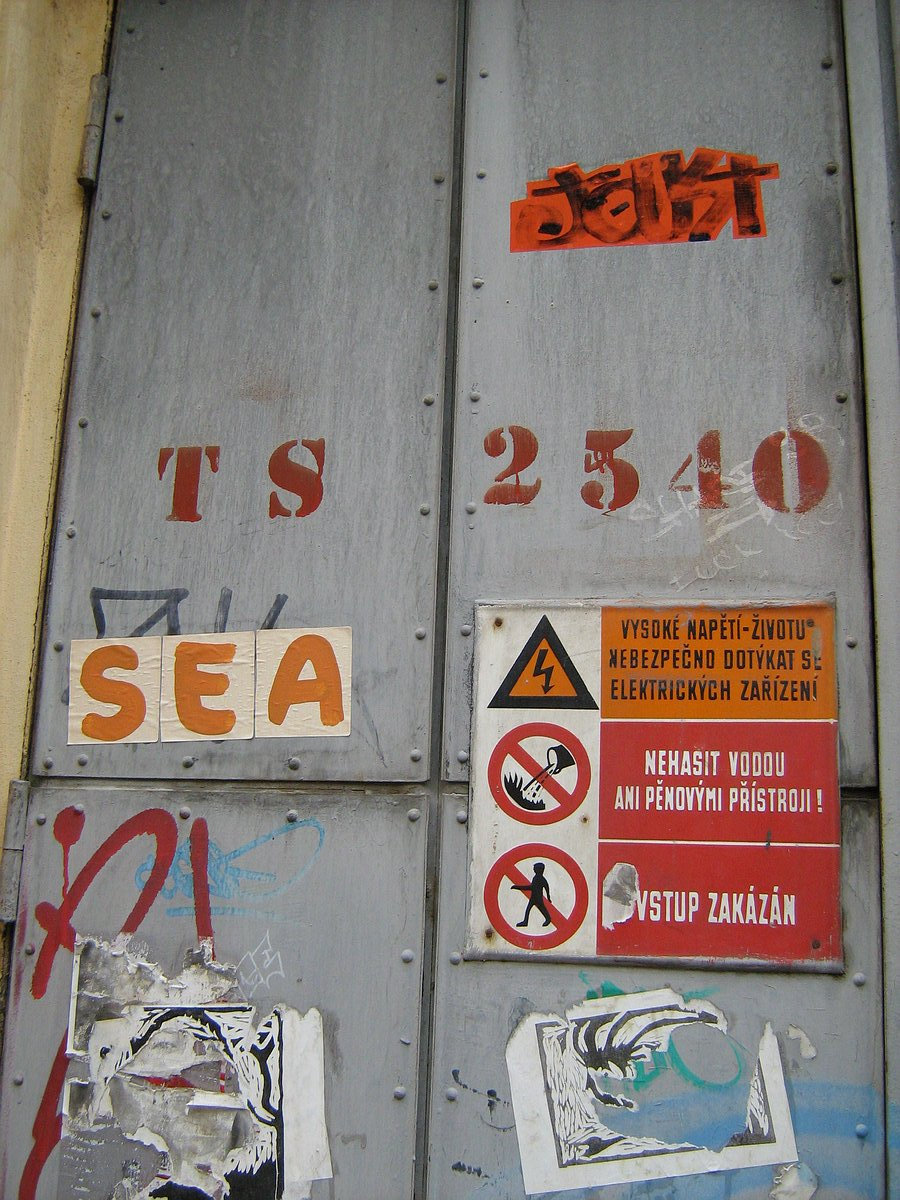 TS 2540
SEA
VYSOKÉ NAPĚTÍ-ŽIVOTU
NEBEZPEČNO DOTÝKAT SE
ELEKTRICKÝCH ZAŘÍZENÍ
NEHASIT VODOU
ANI PĚNOVÝMI PŘÍSTROJI!
VSTUP ZAKÁZÁN